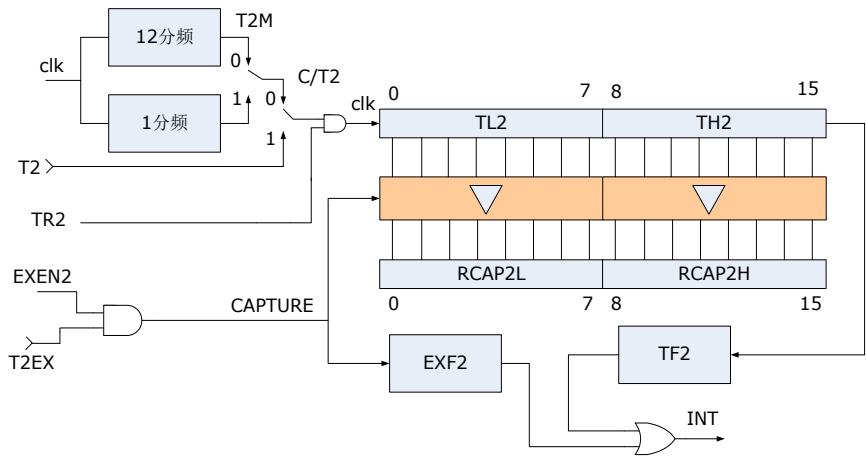 T2M
12分频
0
clk
C/T2
1
0
1分频
clk
0
7
8
15
TL2
TH2
1
T2
TR2
EXEN2
CAPTURE
RCAP2L
RCAP2H
0
7
8
15
T2EX
EXF2
TF2
INT